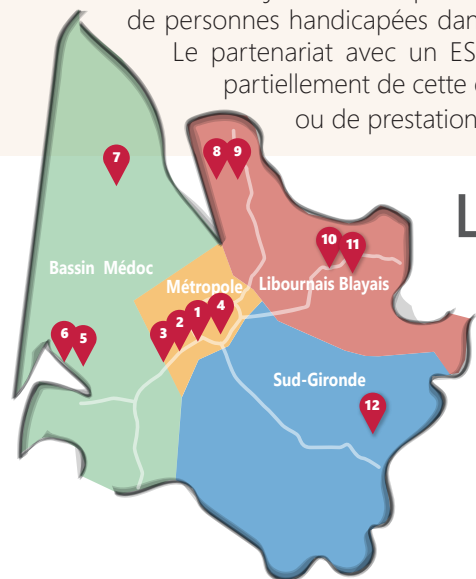 de personnes handicapées dan
Le partenariat avec un ES
partiellement de cette
ou de prestation
L
7
8 9
10 11
Bassin Médoc
Métropole
Libournais Blayais
4
1
2
3
6 5
Sud-Gironde
12